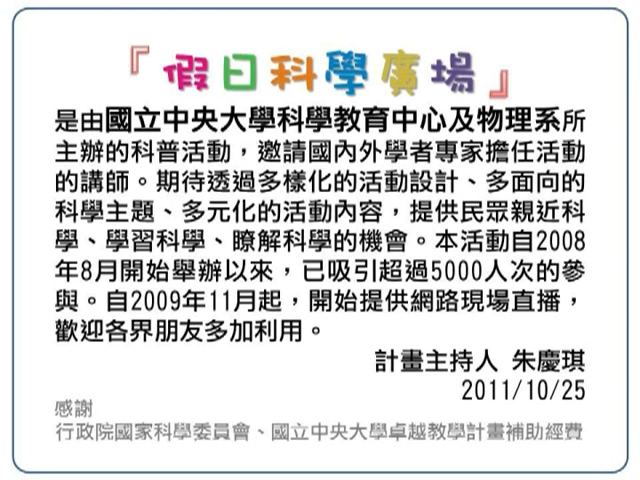 『假日科學廣場』
是由國立中央大學科學教育中心及物理系所
主辦的科普活動，邀請國內外學者專家擔任活動
的講師。期待透過多樣化的活動設計、多面向的
科學主題、多元化的活動內容，提供民眾親近科
學、學習科學、瞭解科學的機會。本活動自2008
年8月開始舉辦以來，已吸引超過5000人次的參
與。自2009年11月起，開始提供網路現場直播，
歡迎各界朋友多加利用。
計畫主持人 朱慶琪
2011/10/25
感謝
行政院國家科學委員會、國立中央大學卓越教學計畫補助經費